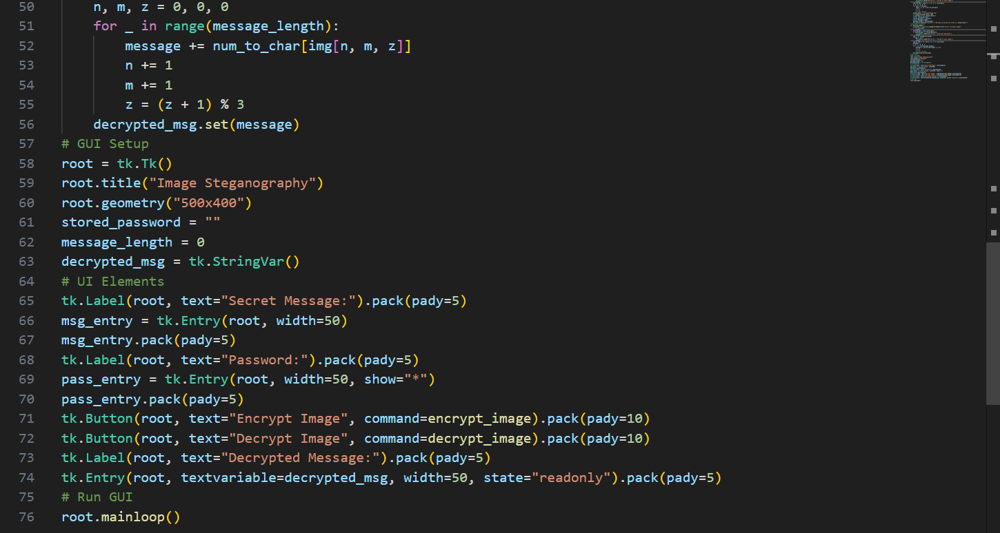 50 n, m, z = 0, 0, 0
51 for _ in range(message_length):
52 message += num_to_char[img[n, m, z]]
53 n += 1
54 m += 1
55 z = (z + 1) % 3
56 decrypted_msg.set(message)
57 # GUI Setup
58 root = tk.Tk()
59 root.title("Image Steganography")
60 root.geometry("500x400")
61 stored_password = ""
62 message_length = 0
63 decrypted_msg = tk.StringVar()
64 # UI Elements
65 tk.Label(root, text="Secret Message:").pack(pady=5)
66 msg_entry = tk.Entry(root, width=50)
67 msg_entry.pack(pady=5)
68 tk.Label(root, text="Password:").pack(pady=5)
69 pass_entry = tk.Entry(root, width=50, show="*")
70 pass_entry.pack(pady=5)
71 tk.Button(root, text="Encrypt Image", command=encrypt_image).pack(pady=10)
72 tk.Button(root, text="Decrypt Image", command=decrypt_image).pack(pady=10)
73 tk.Label(root, text="Decrypted Message:").pack(pady=5)
74 tk.Entry(root, textvariable=decrypted_msg, width=50, state="readonly").pack(pady=5)
75 # Run GUI
76 root.mainloop()